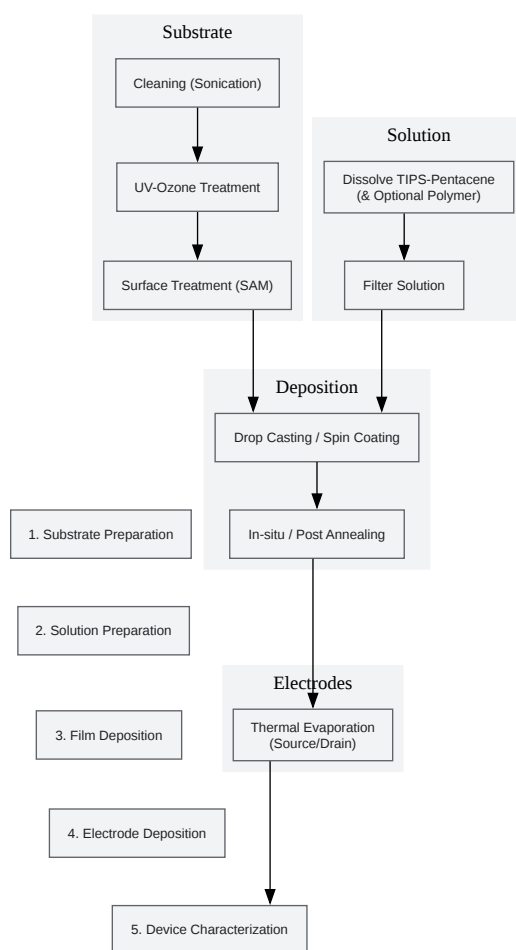 Substrate
Cleaning (Sonication)
UV-Ozone Treatment
Surface Treatment (SAM)
Solution
Dissolve TIPS-Pentacene
(& Optional Polymer)
Filter Solution
Deposition
Drop Casting / Spin Coating
In-situ / Post Annealing
1. Substrate Preparation
2. Solution Preparation
Electrodes
Thermal Evaporation
(Source/Drain)
3. Film Deposition
4. Electrode Deposition
5. Device Characterization